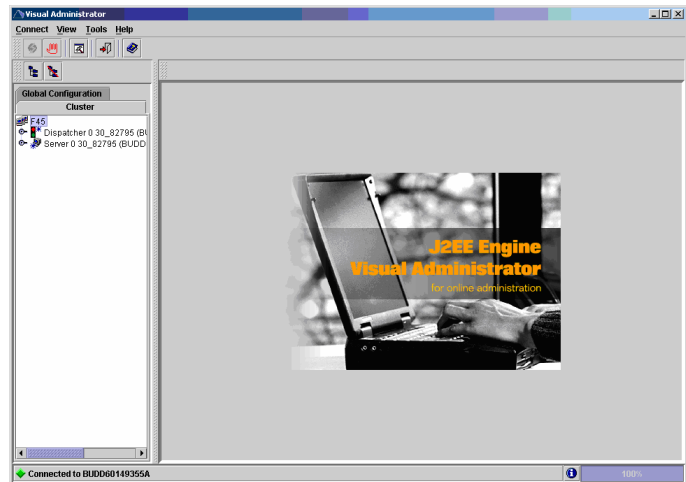 Visual Administrator
Connect View Tools Help
Global Configuration
Cluster
F45
Dispatcher 0 30_82795 (BU
Server 0 30_82795 (BUDD
J2EE Engine
Visual Administrator
for online administration
Connected to BUDD60149355A
100%